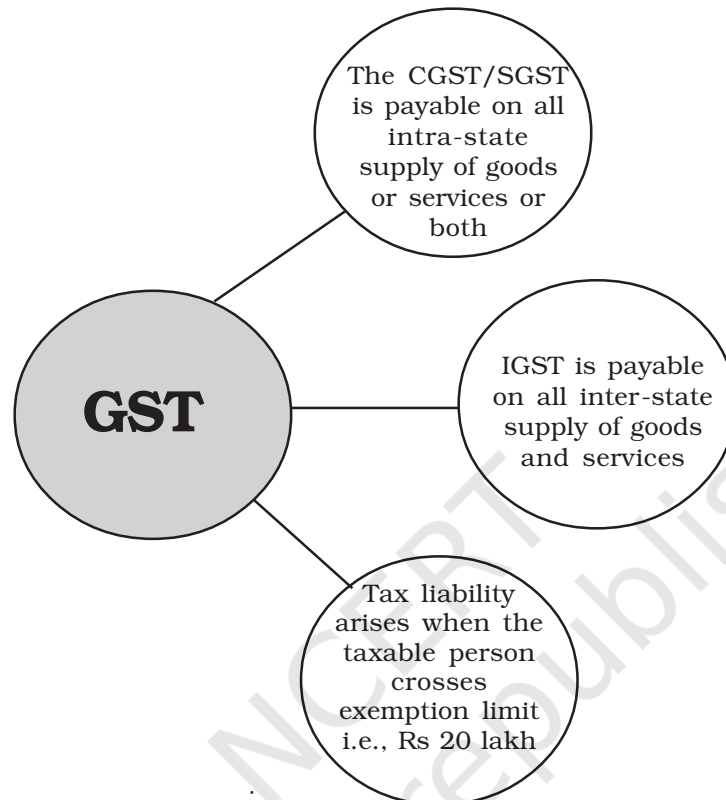 The CGST/SGST
is payable on all
intra-state
supply of goods
or services or
both
GST
IGST is payable
on all inter-state
supply of goods
and services
Tax liability
arises when the
taxable person
crosses
exemption limit
i.e., Rs 20 lakh
NCERT
republis